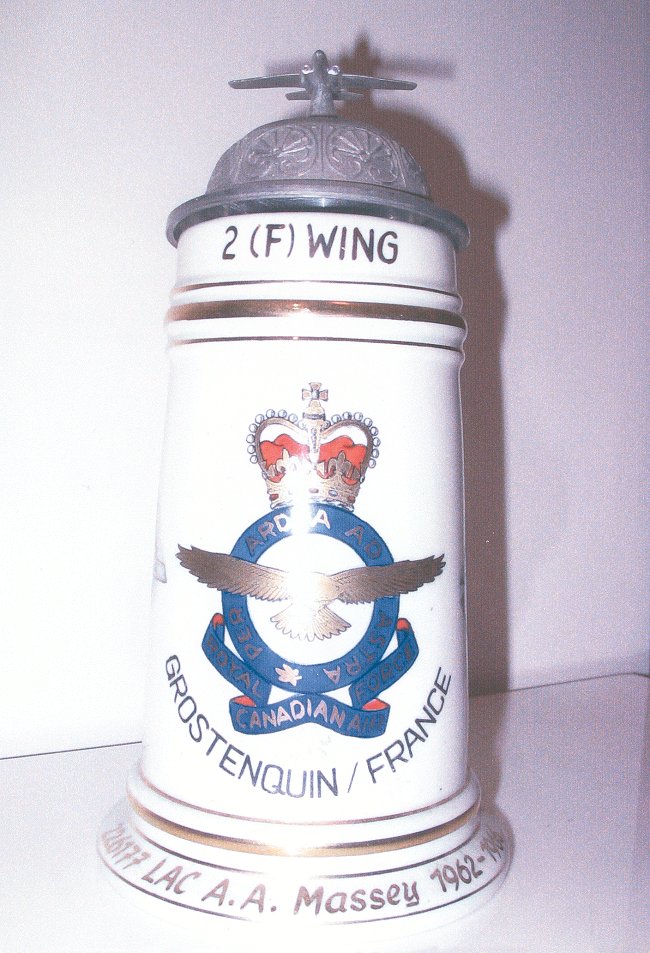 2 (F) WING
PER ARDUA AD ASTRA
ROYAL CANADIAN AIR FORCE
GROSTENQUIN / FRANCE
LAC A.A. Massey 1962-